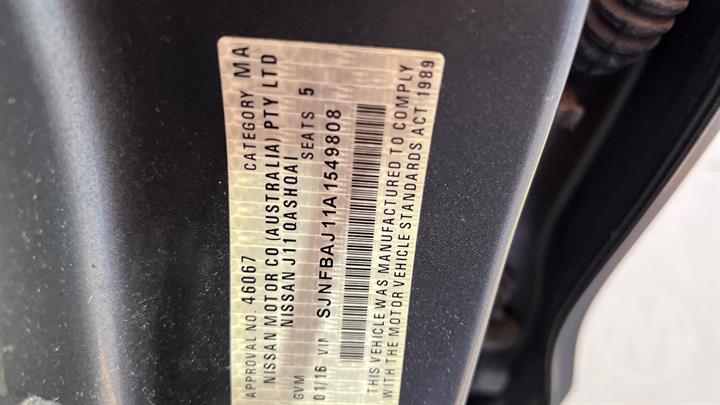 APPROVAL NO. 46067 CATEGORY MA
NISSAN MOTOR CO (AUSTRALIA) PTY LTD
NISSAN J11 QASHQAI
GVM SEATS 5
01/16 VIN SJNFBAJ11A1549808
THIS VEHICLE WAS MANUFACTURED TO COMPLY
WITH THE MOTOR VEHICLE STANDARDS ACT 1989